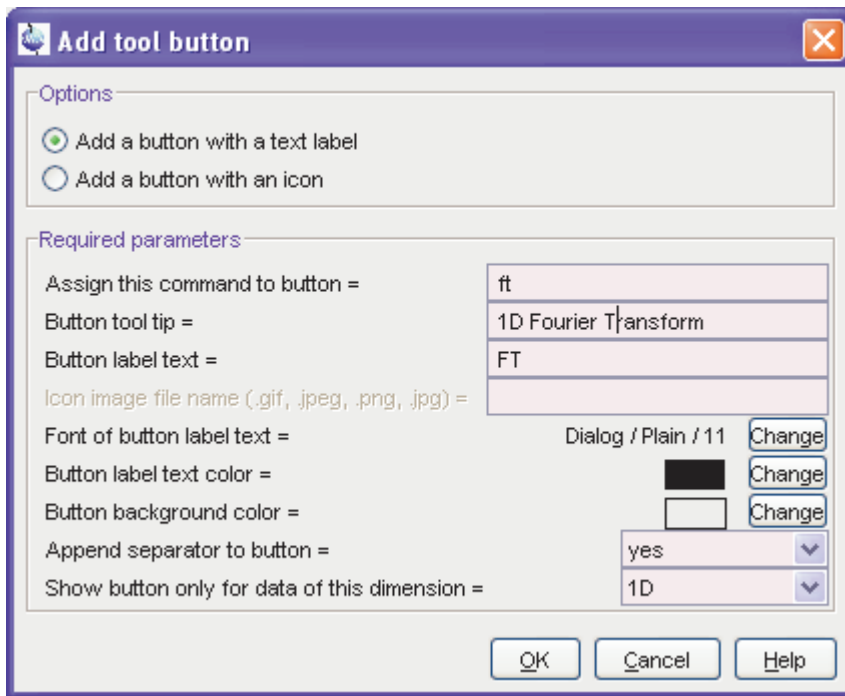 Add tool button
Options
Add a button with a text label
Add a button with an icon
Required parameters
Assign this command to button = ft
Button tool tip = 1D Fourier Transform
Button label text = FT
Icon image file name (.gif, .jpeg, .png, .jpg) =
Font of button label text = Dialog / Plain / 11 Change
Button label text color = Change
Button background color = Change
Append separator to button = yes
Show button only for data of this dimension = 1D
OK Cancel Help